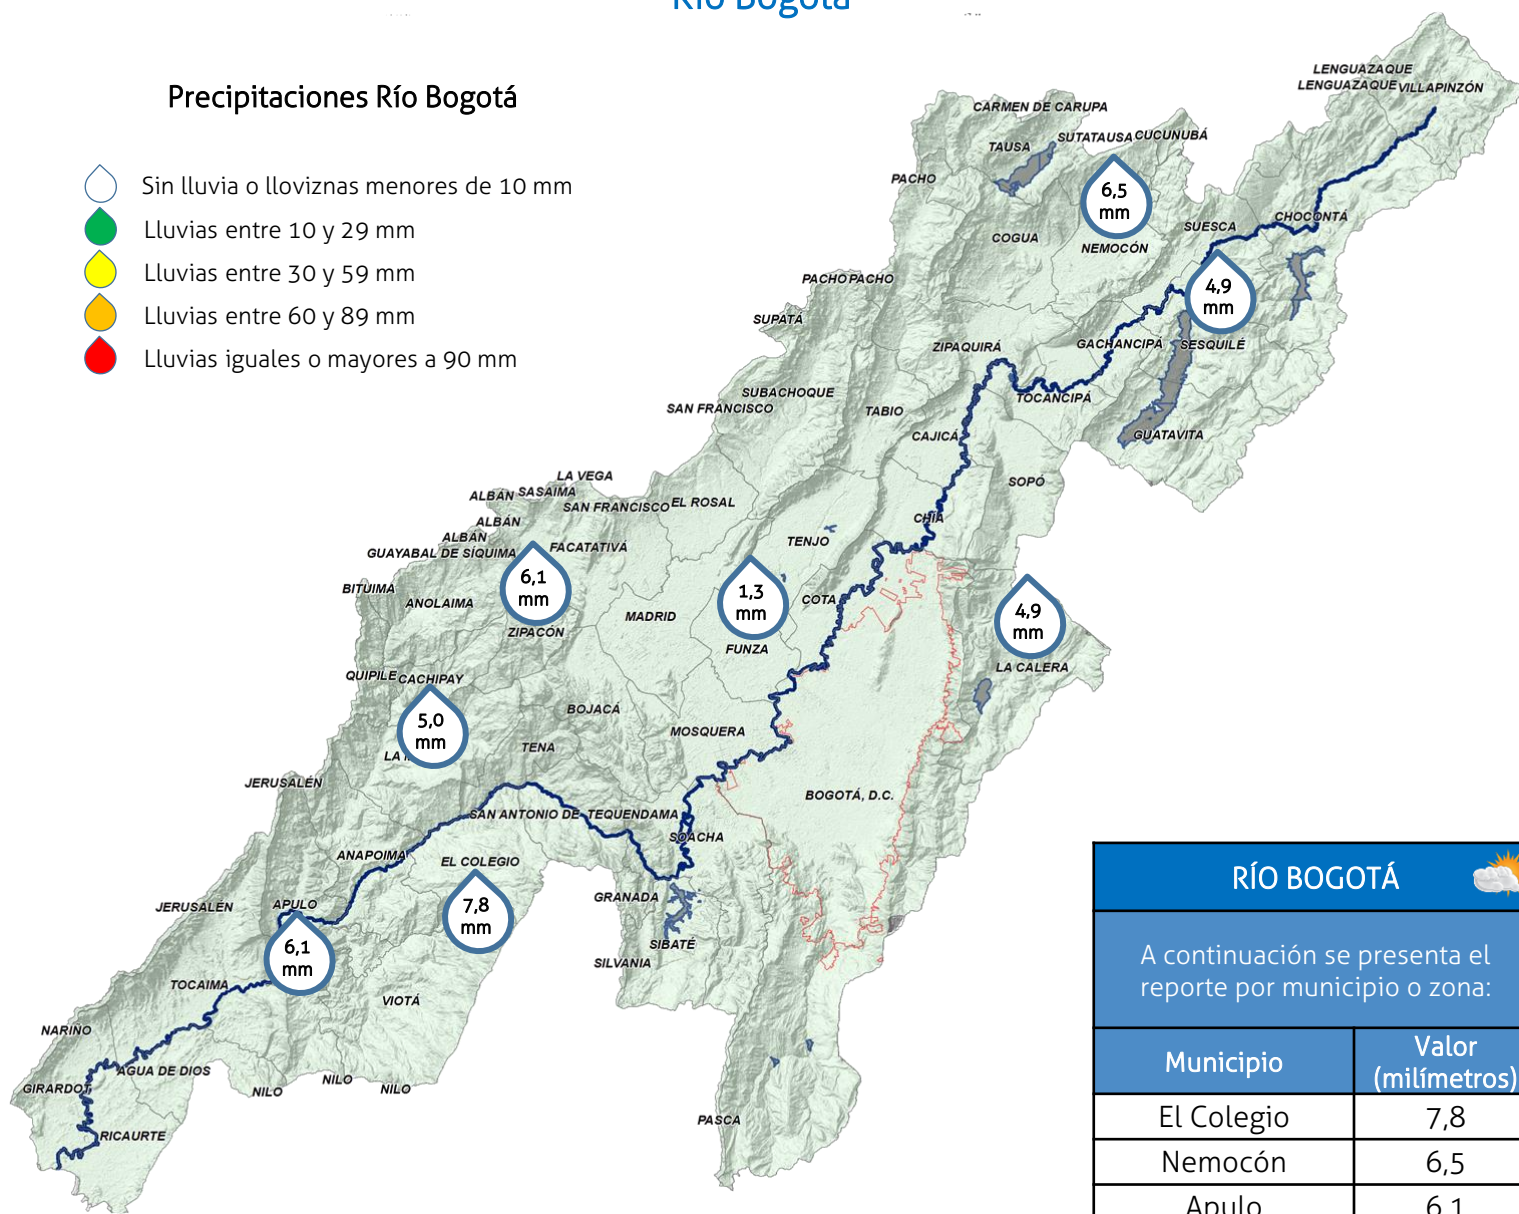 Río Bogotá
Precipitaciones Río Bogotá
Sin lluvia o lloviznas menores de 10 mm
Lluvias entre 10 y 29 mm
Lluvias entre 30 y 59 mm
Lluvias entre 60 y 89 mm
Lluvias iguales o mayores a 90 mm
LENGUAZAQUE
LENGUAZAQUE
VILLAPINZÓN
CARMEN DE CARUPA
SUTATAUSA
CUCUNUBÁ
TAUSA
PACHO
6,5
mm
CHOCONTÁ
SUESCA
COGUA
NEMOCÓN
PACHO
PACHO
4,9
mm
SUPATÁ
ZIPAQUIRÁ
GACHANCIPÁ
SESQUILÉ
SUBACHOQUE
TOCANCIPÁ
SAN FRANCISCO
TABIO
CAJICÁ
GUATAVITA
LA VEGA
SOPÓ
ALBÁN
SASAIMA
SAN FRANCISCO
EL ROSAL
ALBÁN
CHÍA
ALBÁN
TENJO
GUAYABAL DE SÍQUIMA
FACATATIVÁ
6,1
mm
BITUIMA
ANOLAIMA
1,3
mm
COTA
MADRID
4,9
mm
ZIPACÓN
FUNZA
LA CALERA
QUIPILE
CACHIPAY
BOJACÁ
5,0
mm
MOSQUERA
TENA
LA
JERUSALÉN
BOGOTÁ, D.C.
SAN ANTONIO DE TEQUENDAMA
SOACHA
ANAPOIMA
EL COLEGIO
GRANADA
JERUSALÉN
APULO
7,8
mm
SIBATÉ
6,1
mm
SILVANIA
TOCAIMA
VIOTÁ
NARIÑO
AGUA DE DIOS
NILO
NILO
NILO
GIRARDOT
PASCA
RICAURTE
RÍO BOGOTÁ
A continuación se presenta el
reporte por municipio o zona:
Municipio
Valor
(milímetros)
El Colegio 7,8
Nemocón 6,5
Apulo 6,1